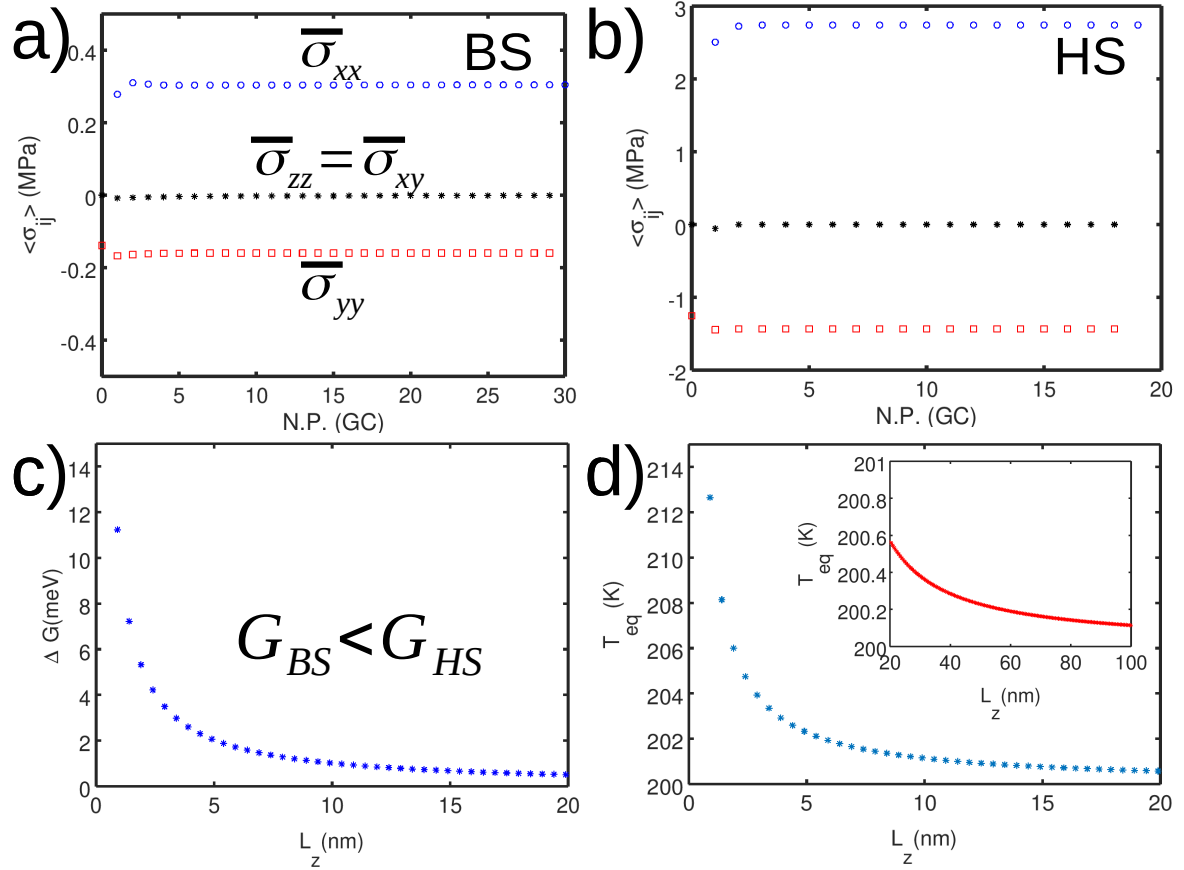 a)
BS
σxx
σzz = σxy
σyy
0.4
0.2
0
-0.2
-0.4
<σij> (MPa)
0 5 10 15 20 25 30
N.P. (GC)
b)
HS
3
2
1
0
-1
-2
<σij> (MPa)
0 5 10 15 20
N.P. (GC)
c)
14
12
10
8
6
4
2
0
Δ G(meV)
GBS<GHS
0 5 10 15 20
Lz(nm)
d)
214
212
210
208
206
204
202
200
Teq (K)
0 5 10 15 20
Lz(nm)
201
200.8
200.6
200.4
200.2
200
Teq (K)
20 40 60 80 100
Lz(nm)